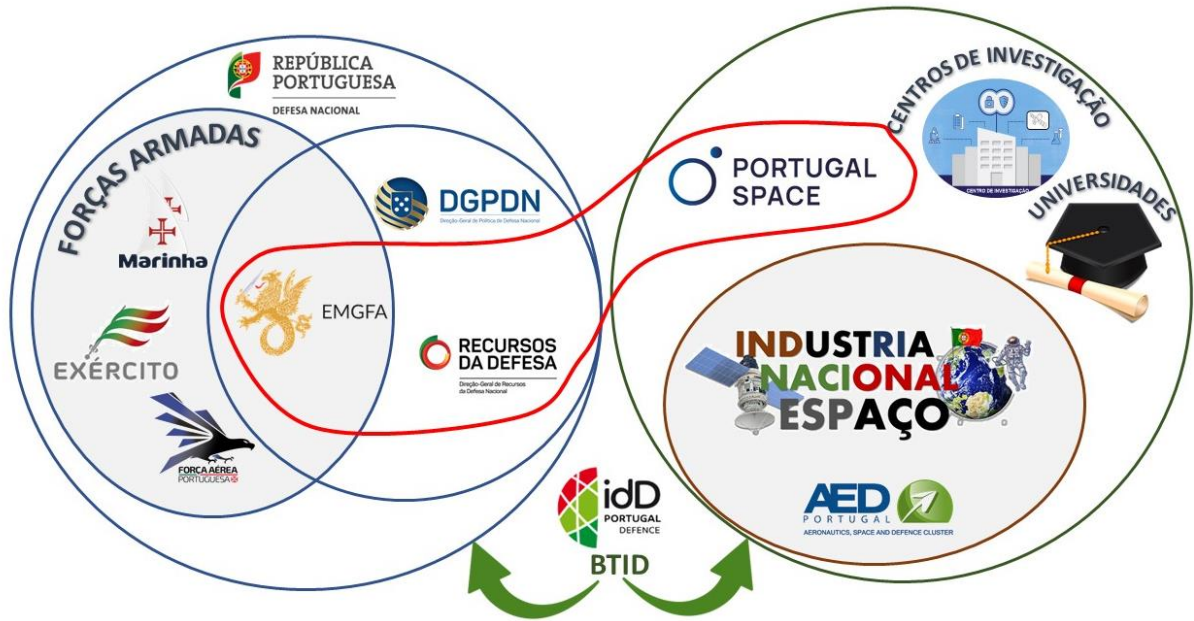 REPÚBLICA
PORTUGUESA
DEFESA NACIONAL
FORÇAS ARMADAS
Marinha
EXÉRCITO
FORÇA AÉREA
PORTUGUESA
DGPDN
Direção-Geral de Política de Defesa Nacional
EMGFA
RECURSOS
DA DEFESA
Direção-Geral de Recursos
da Defesa Nacional
PORTUGAL
SPACE
CENTROS DE INVESTIGAÇÃO
CENTRO DE INVESTIGAÇÃO
UNIVERSIDADES
INDUSTRIA
NACIONAL
ESPAÇO
AED
PORTUGAL
AERONAUTICS, SPACE AND DEFENCE CLUSTER
idD
PORTUGAL
DEFENCE
BTID